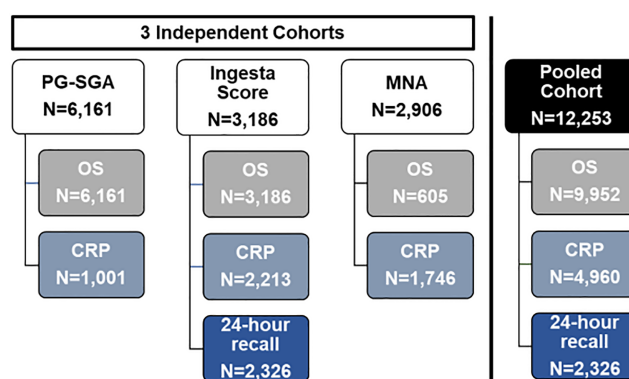 3 Independent Cohorts
PG-SGA
N=6,161
OS
N=6,161
CRP
N=1,001
Ingesta
Score
N=3,186
OS
N=3,186
CRP
N=2,213
24-hour
recall
N=2,326
MNA
N=2,906
OS
N=605
CRP
N=1,746
Pooled
Cohort
N=12,253
OS
N=9,952
CRP
N=4,960
24-hour
recall
N=2,326